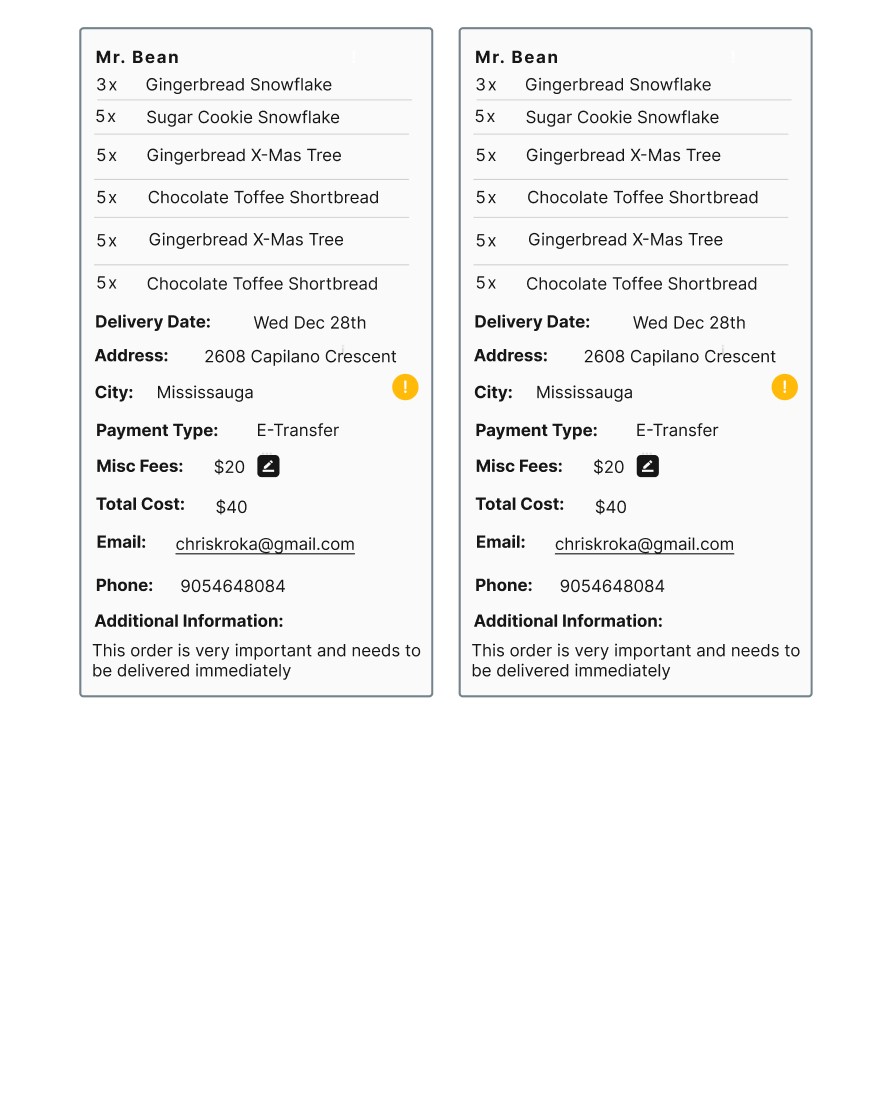 Mr. Bean
3x Gingerbread Snowflake
5x Sugar Cookie Snowflake
5x Gingerbread X-Mas Tree
5x Chocolate Toffee Shortbread
5x Gingerbread X-Mas Tree
5x Chocolate Toffee Shortbread
Delivery Date: Wed Dec 28th
Address: 2608 Capilano Crescent
City: Mississauga !
Payment Type: E-Transfer
Misc Fees: $20
Total Cost: $40
Email: chriskroka@gmail.com
Phone: 9054648084
Additional Information:
This order is very important and needs to
be delivered immediately
Mr. Bean
3x Gingerbread Snowflake
5x Sugar Cookie Snowflake
5x Gingerbread X-Mas Tree
5x Chocolate Toffee Shortbread
5x Gingerbread X-Mas Tree
5x Chocolate Toffee Shortbread
Delivery Date: Wed Dec 28th
Address: 2608 Capilano Crescent
City: Mississauga !
Payment Type: E-Transfer
Misc Fees: $20
Total Cost: $40
Email: chriskroka@gmail.com
Phone: 9054648084
Additional Information:
This order is very important and needs to
be delivered immediately